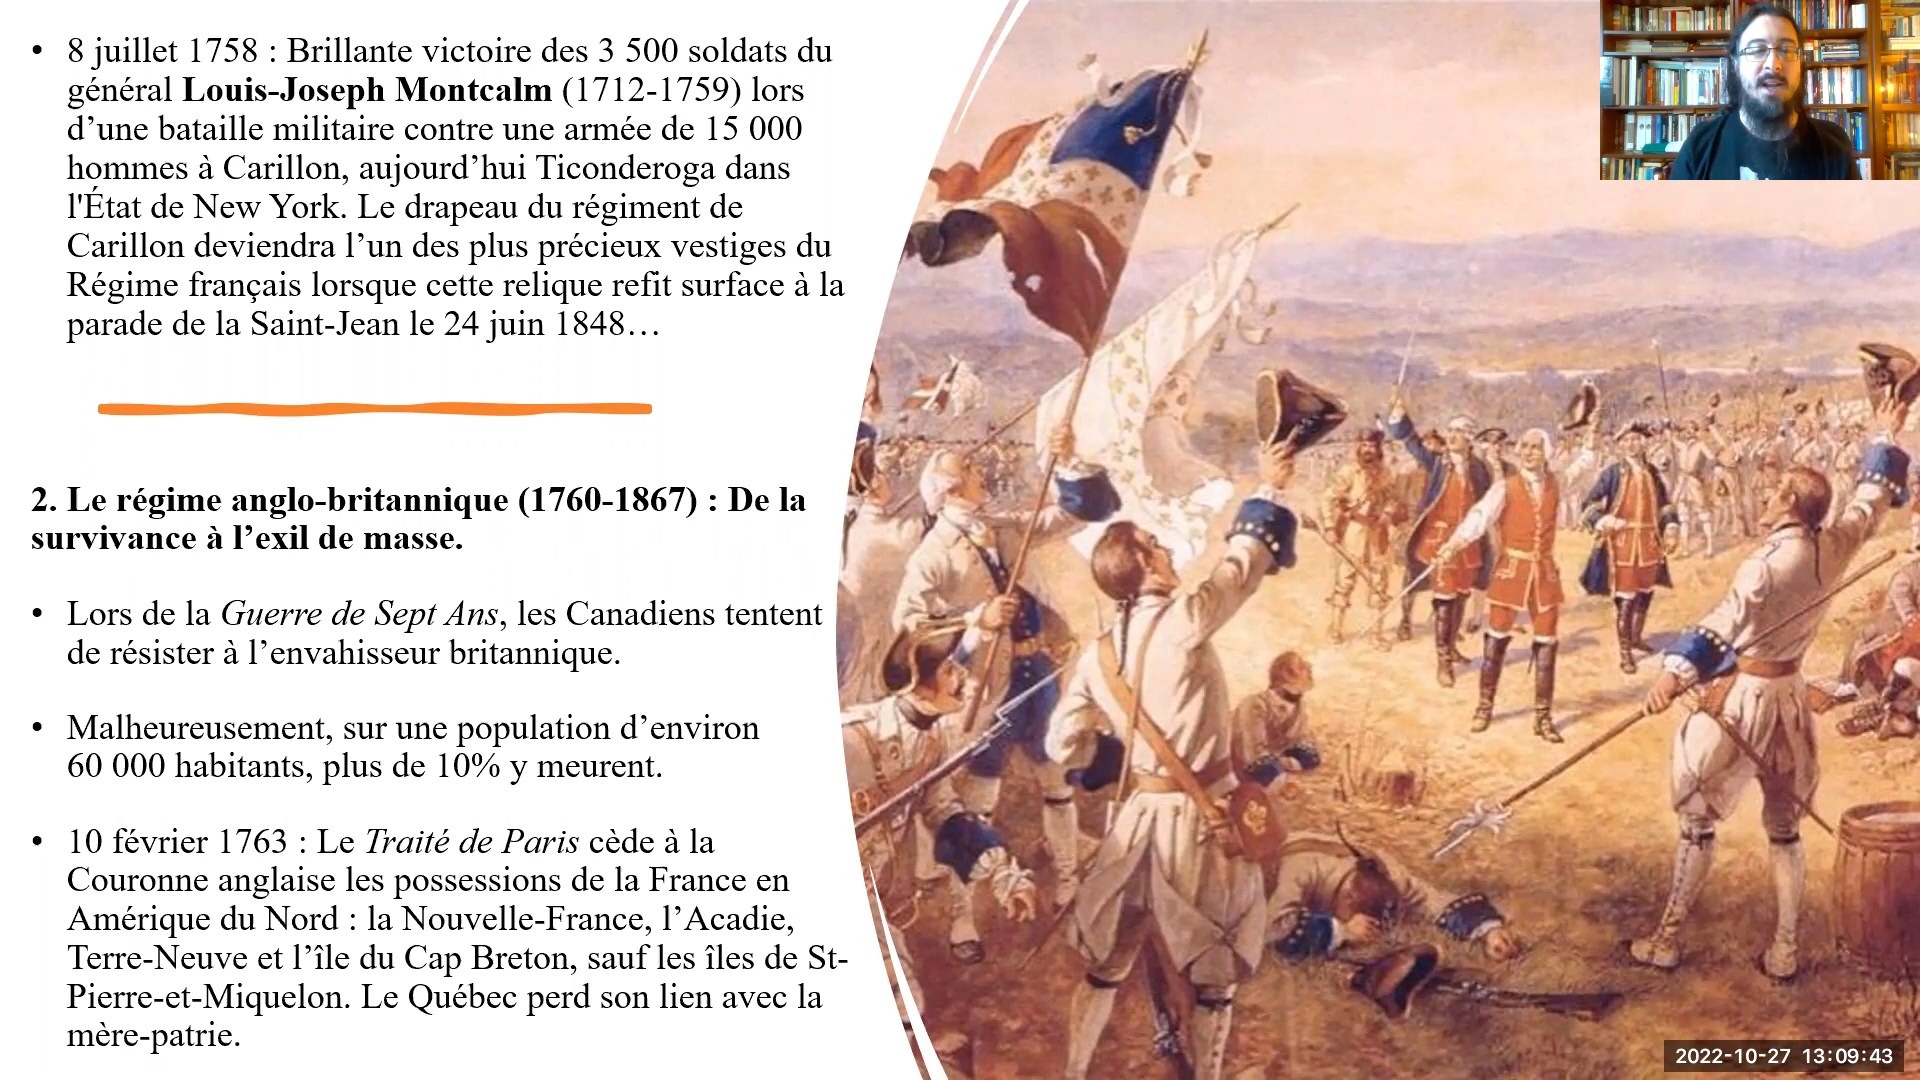 • 8 juillet 1758 : Brillante victoire des 3 500 soldats du
général Louis-Joseph Montcalm (1712-1759) lors
d’une bataille militaire contre une armée de 15 000
hommes à Carillon, aujourd’hui Ticonderoga dans
l'État de New York. Le drapeau du régiment de
Carillon deviendra l’un des plus précieux vestiges du
Régime français lorsque cette relique refit surface à la
parade de la Saint-Jean le 24 juin 1848…
2. Le régime anglo-britannique (1760-1867) : De la
survivance à l’exil de masse.
• Lors de la Guerre de Sept Ans, les Canadiens tentent
de résister à l’envahisseur britannique.
• Malheureusement, sur une population d’environ
60 000 habitants, plus de 10% y meurent.
• 10 février 1763 : Le Traité de Paris cède à la
Couronne anglaise les possessions de la France en
Amérique du Nord : la Nouvelle-France, l’Acadie,
Terre-Neuve et l’île du Cap Breton, sauf les îles de St-
Pierre-et-Miquelon. Le Québec perd son lien avec la
mère-patrie.
2022-10-27 13:09:43